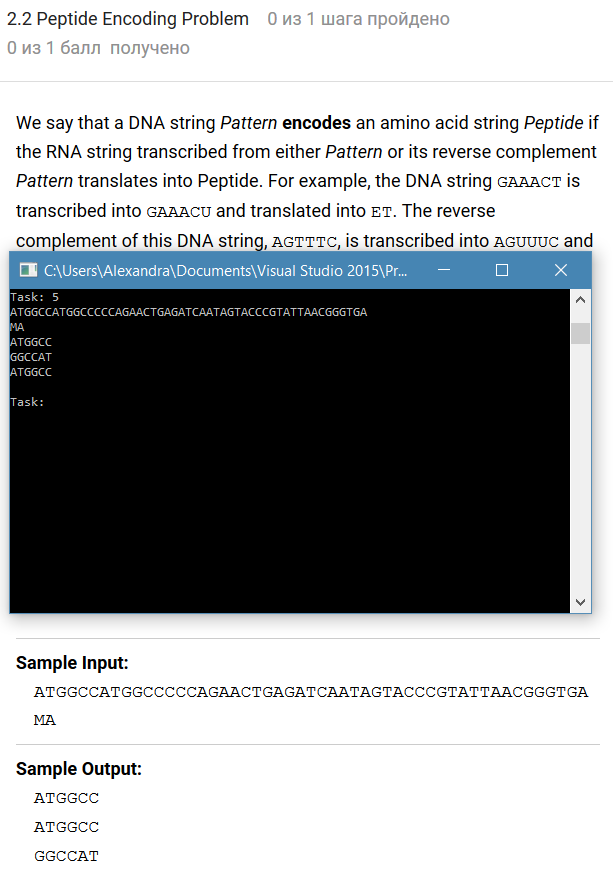 2.2 Peptide Encoding Problem 0 из 1 шага пройдено
0 из 1 балл получено
We say that a DNA string Pattern encodes an amino acid string Peptide if
the RNA string transcribed from either Pattern or its reverse complement
Pattern translates into Peptide. For example, the DNA string GAAACT is
transcribed into GAAACU and translated into ET. The reverse
complement of this DNA string, AGTTTC, is transcribed into AGUUUC and
C:\Users\Alexandra\Documents\Visual Studio 2015\Pr...
Task: 5
ATGGCCATGGCCCCCAGAACTGAGATCAATAGTACCCGTATTAACGGGTGA
MA
ATGGCC
GGCCAT
ATGGCC
Task:
Sample Input:
ATGGCCATGGCCCCCAGAACTGAGATCAATAGTACCCGTATTAACGGGTGA
MA
Sample Output:
ATGGCC
ATGGCC
GGCCAT